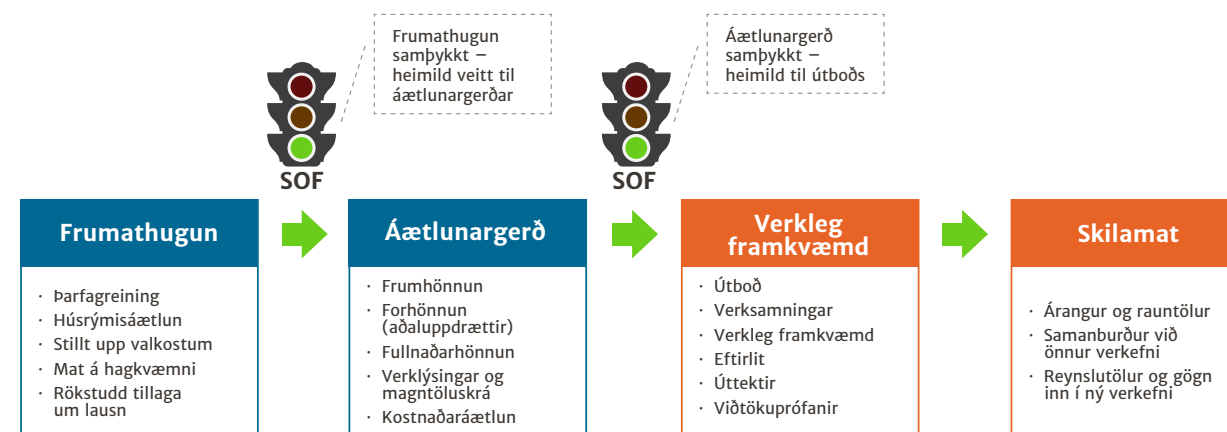 Frumathugun
samþykkt –
heimild veitt til
áætlunargerðar
Áætlunargerð
samþykkt –
heimild til útboðs
SOF
SOF
Frumathugun
Áætlunargerð
Verkleg
framkvæmd
Skilamat
· Þarfagreining
· Húsrýmisáætlun
· Stillt upp valkostum
· Mat á hagkvæmni
· Rökstudd tillaga
um lausn
· Frumhönnun
· Forhönnun
(aðaluppdrættir)
· Fullnaðarhönnun
· Verklýsingar og
magntöluskrá
· Kostnaðaráætlun
· Útboð
· Verksamningar
· Verkleg framkvæmd
· Eftirlit
· Úttektir
· Viðtökuprófanir
· Árangur og rauntölur
· Samanburður við
önnur verkefni
· Reynslutölur og gögn
inn í ný verkefni